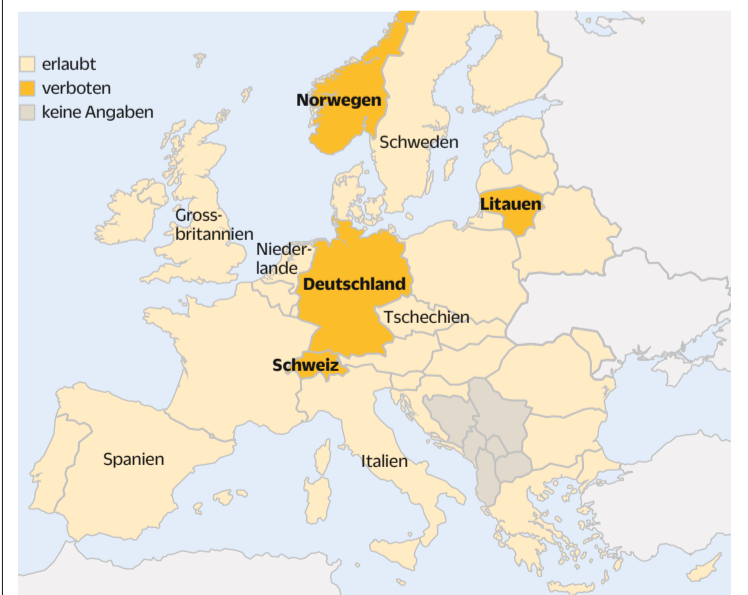 erlaubt
verboten
keine Angaben
Norwegen
Schweden
Litauen
Gross-
britannien
Nieder-
lande
Deutschland
Tschechien
Schweiz
Spanien
Italien